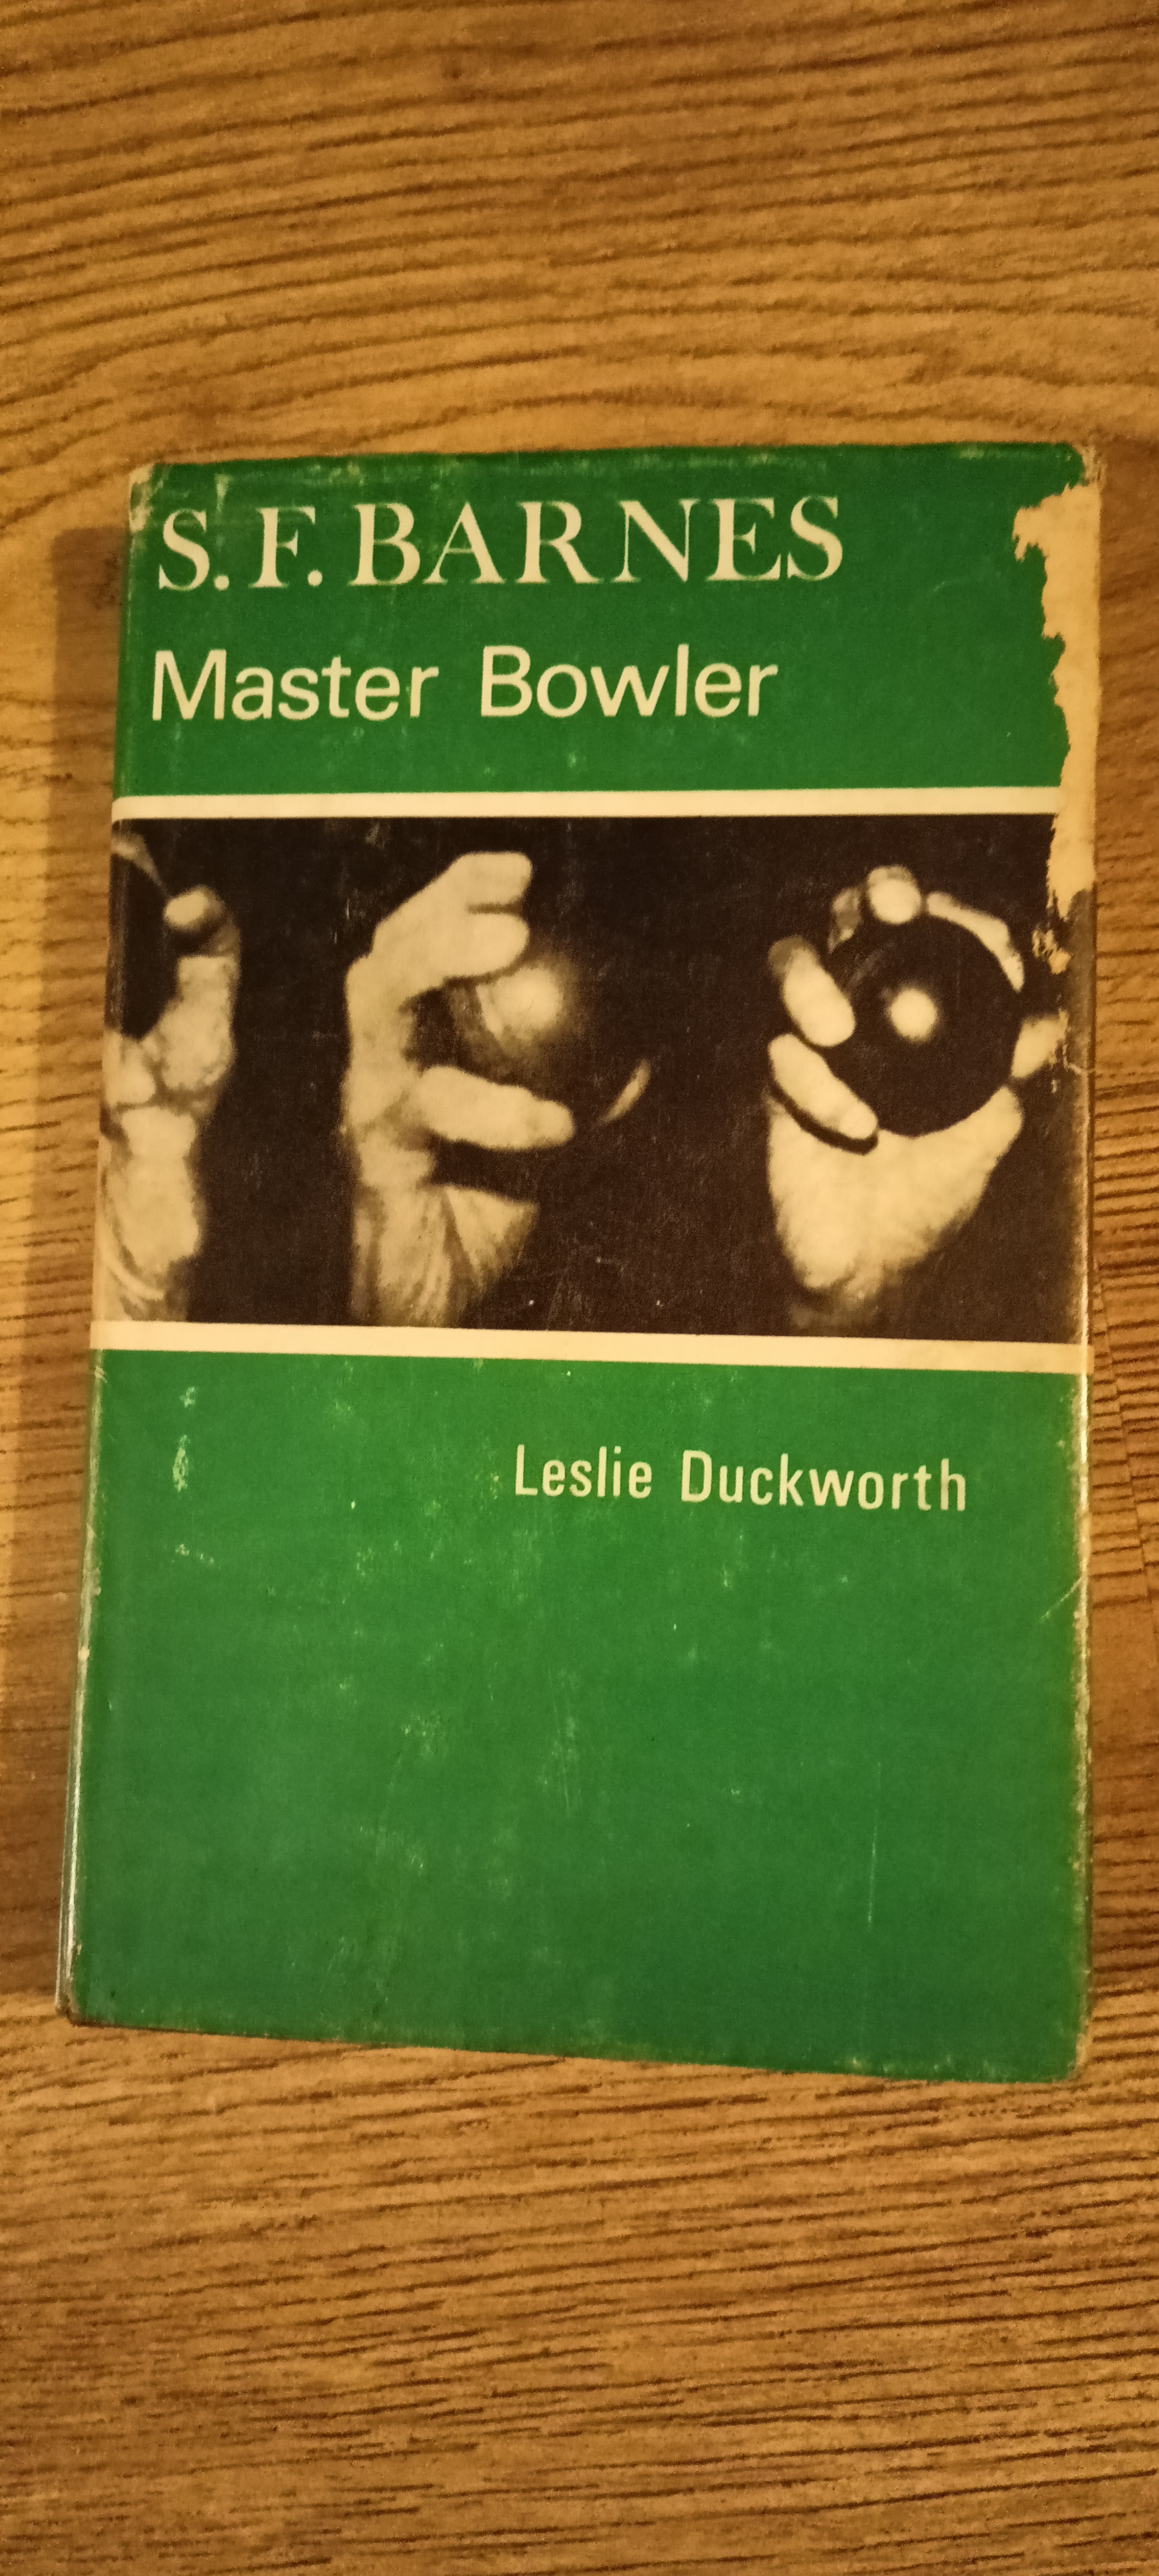 S. F. BARNES
Master Bowler
Leslie Duckworth